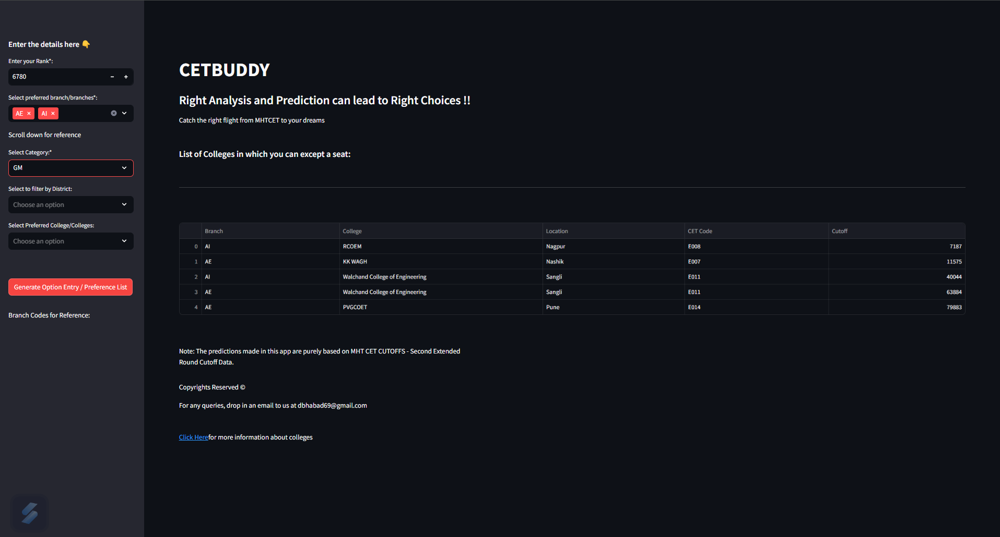 Enter the details here 👇
Enter your Rank*:
6780 − +
Select preferred branch/branches*:
AE × AI ×
Scroll down for reference
Select Category:*
GM
Select to filter by District:
Choose an option
Select Preferred College/Colleges:
Choose an option
Generate Option Entry / Preference List
Branch Codes for Reference:
CETBUDDY
Right Analysis and Prediction can lead to Right Choices !!
Catch the right flight from MHTCET to your dreams
List of Colleges in which you can except a seat:
Branch College Location CET Code Cutoff
0 AI RCOEM Nagpur E008 7187
1 AE KK WAGH Nashik E007 11575
2 AI Walchand College of Engineering Sangli E011 40044
3 AE Walchand College of Engineering Sangli E011 63884
4 AE PVGCOET Pune E014 79883
Note: The predictions made in this app are purely based on MHT CET CUTOFFS - Second Extended
Round Cutoff Data.
Copyrights Reserved ©
For any queries, drop in an email to us at dbhabad69@gmail.com
Click Herefor more information about colleges